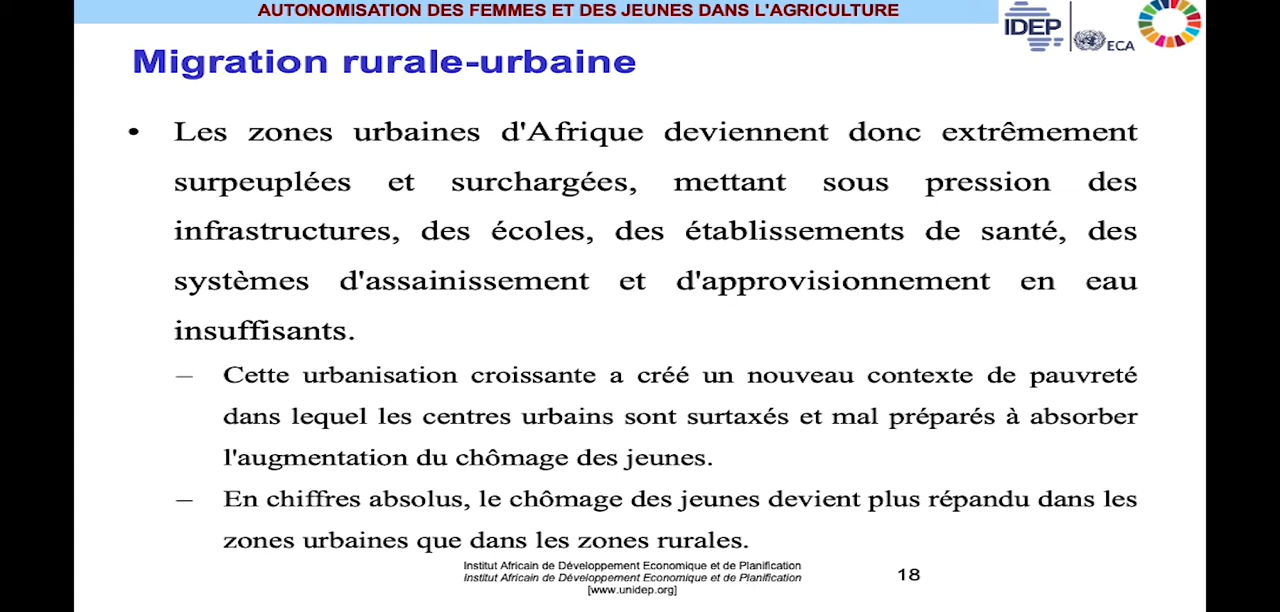 AUTONOMISATION DES FEMMES ET DES JEUNES DANS L'AGRICULTURE
IDEP
ECA
Migration rurale-urbaine
• Les zones urbaines d'Afrique deviennent donc extrêmement
surpeuplées et surchargées, mettant sous pression des
infrastructures, des écoles, des établissements de santé, des
systèmes d'assainissement et d'approvisionnement en eau
insuffisants.
– Cette urbanisation croissante a créé un nouveau contexte de pauvreté
dans lequel les centres urbains sont surtaxés et mal préparés à absorber
l'augmentation du chômage des jeunes.
– En chiffres absolus, le chômage des jeunes devient plus répandu dans les
zones urbaines que dans les zones rurales.
Institut Africain de Développement Economique et de Planification
Institut Africain de Développement Economique et de Planification
[www.unidep.org]
18